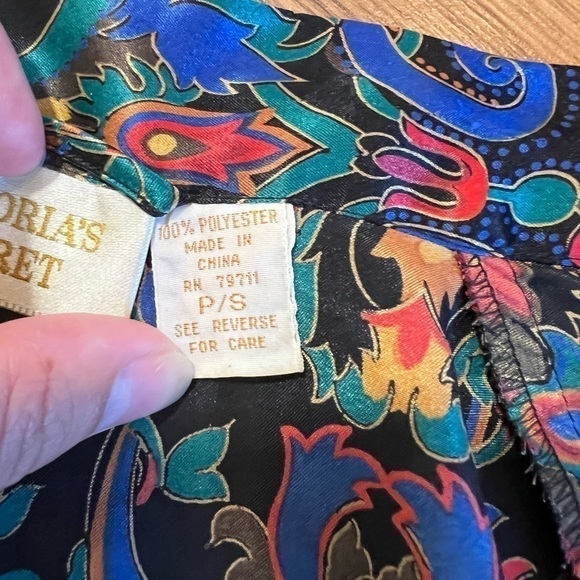 ORIA'S
RET
100% POLYESTER
MADE IN
CHINA
RN 79711
P/S
SEE REVERSE
FOR CARE